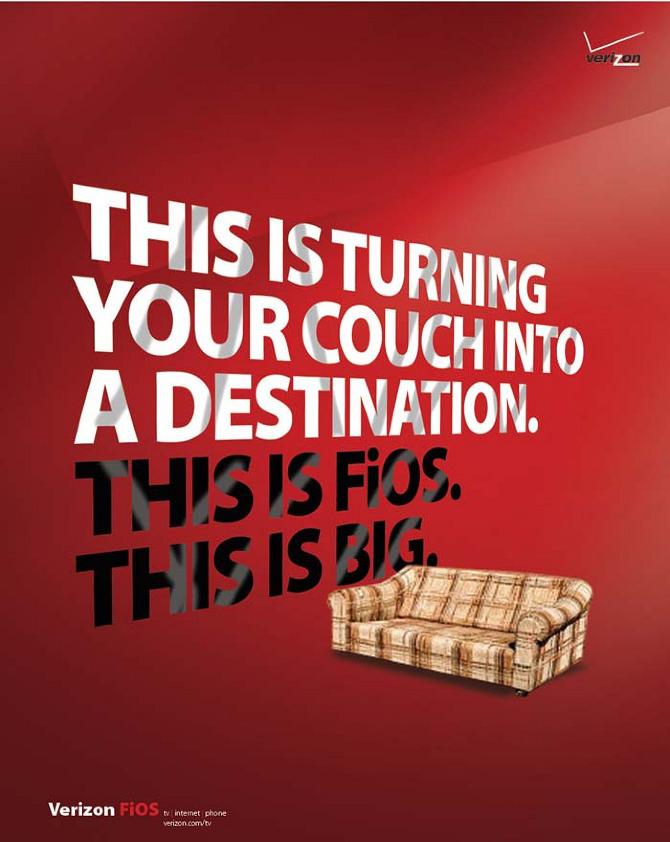 verizon
THIS IS TURNING
YOUR COUCH INTO
A DESTINATION.
THIS IS FiOS.
THIS IS BIG.
Verizon FiOS tv | internet | phone
verizon.com/tv